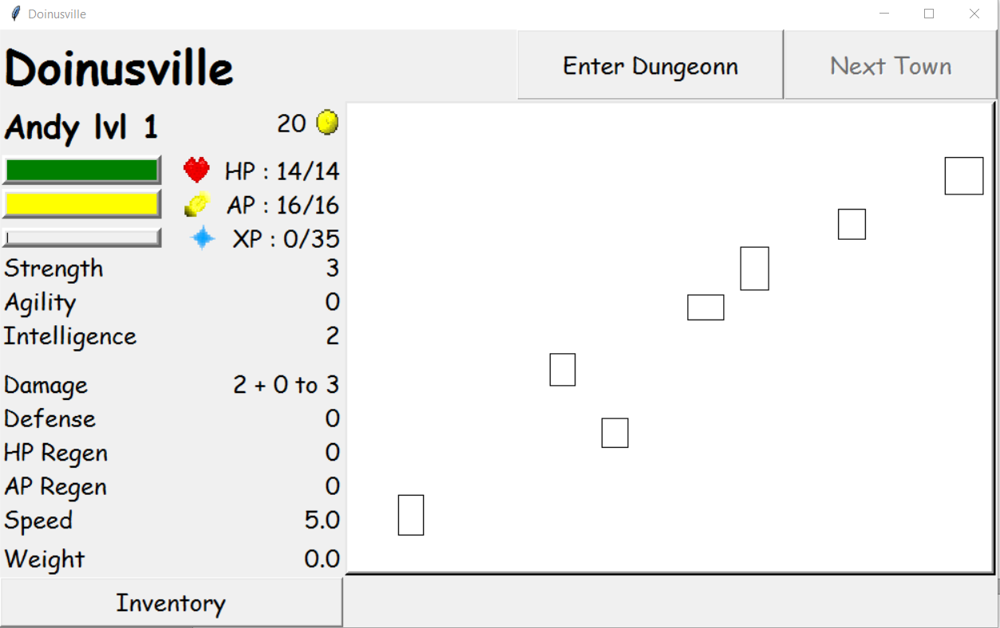 Doinusville
Doinusville
Enter Dungeonn
Next Town
Andy lvl 1
20
HP : 14/14
AP : 16/16
XP : 0/35
Strength 3
Agility 0
Intelligence 2
Damage 2 + 0 to 3
Defense 0
HP Regen 0
AP Regen 0
Speed 5.0
Weight 0.0
Inventory